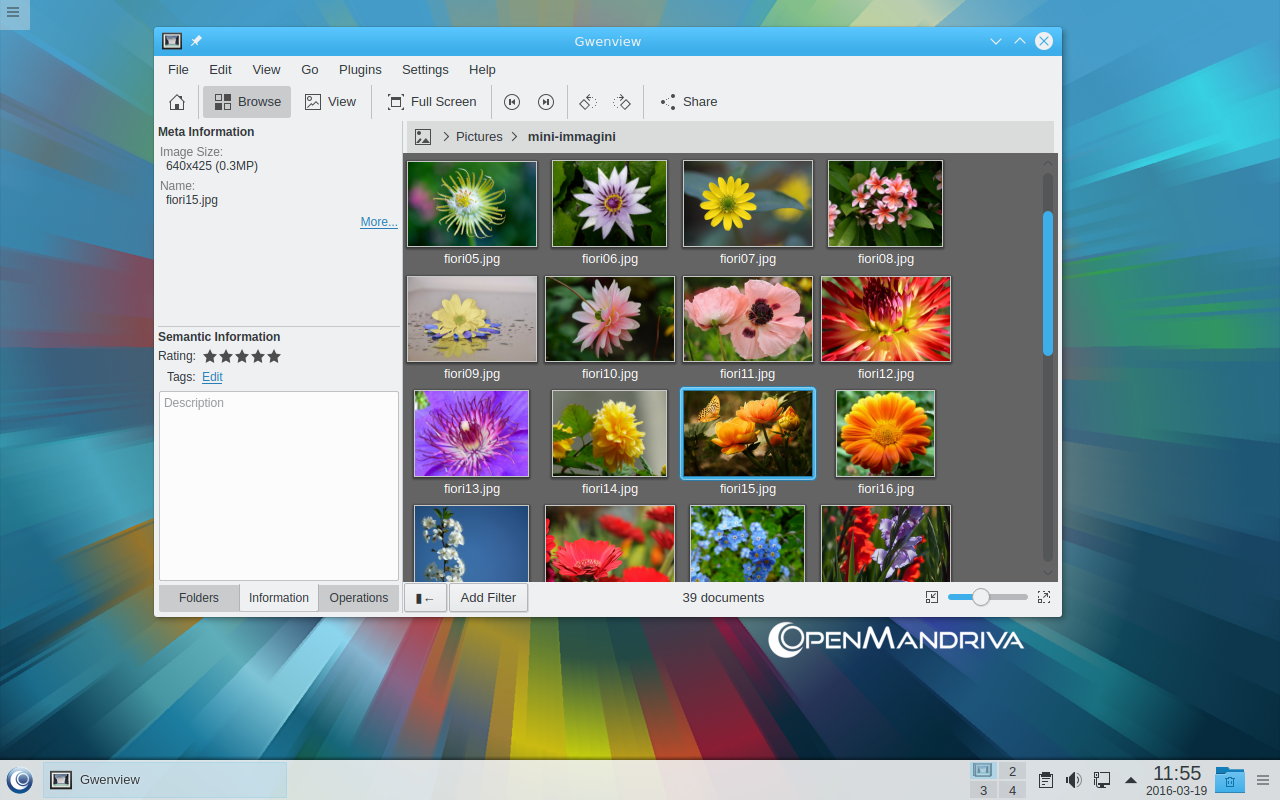 Gwenview
File Edit View Go Plugins Settings Help
Browse View Full Screen Share
Meta Information
Image Size:
640x425 (0.3MP)
Name:
fiori15.jpg
More...
Semantic Information
Rating:
Tags: Edit
Description
Folders Information Operations
Pictures mini-immagini
fiori05.jpg fiori06.jpg fiori07.jpg fiori08.jpg
fiori09.jpg fiori10.jpg fiori11.jpg fiori12.jpg
fiori13.jpg fiori14.jpg fiori15.jpg fiori16.jpg
Add Filter 39 documents
OpenMandriva
Gwenview
2
3 4
11:55
2016-03-19